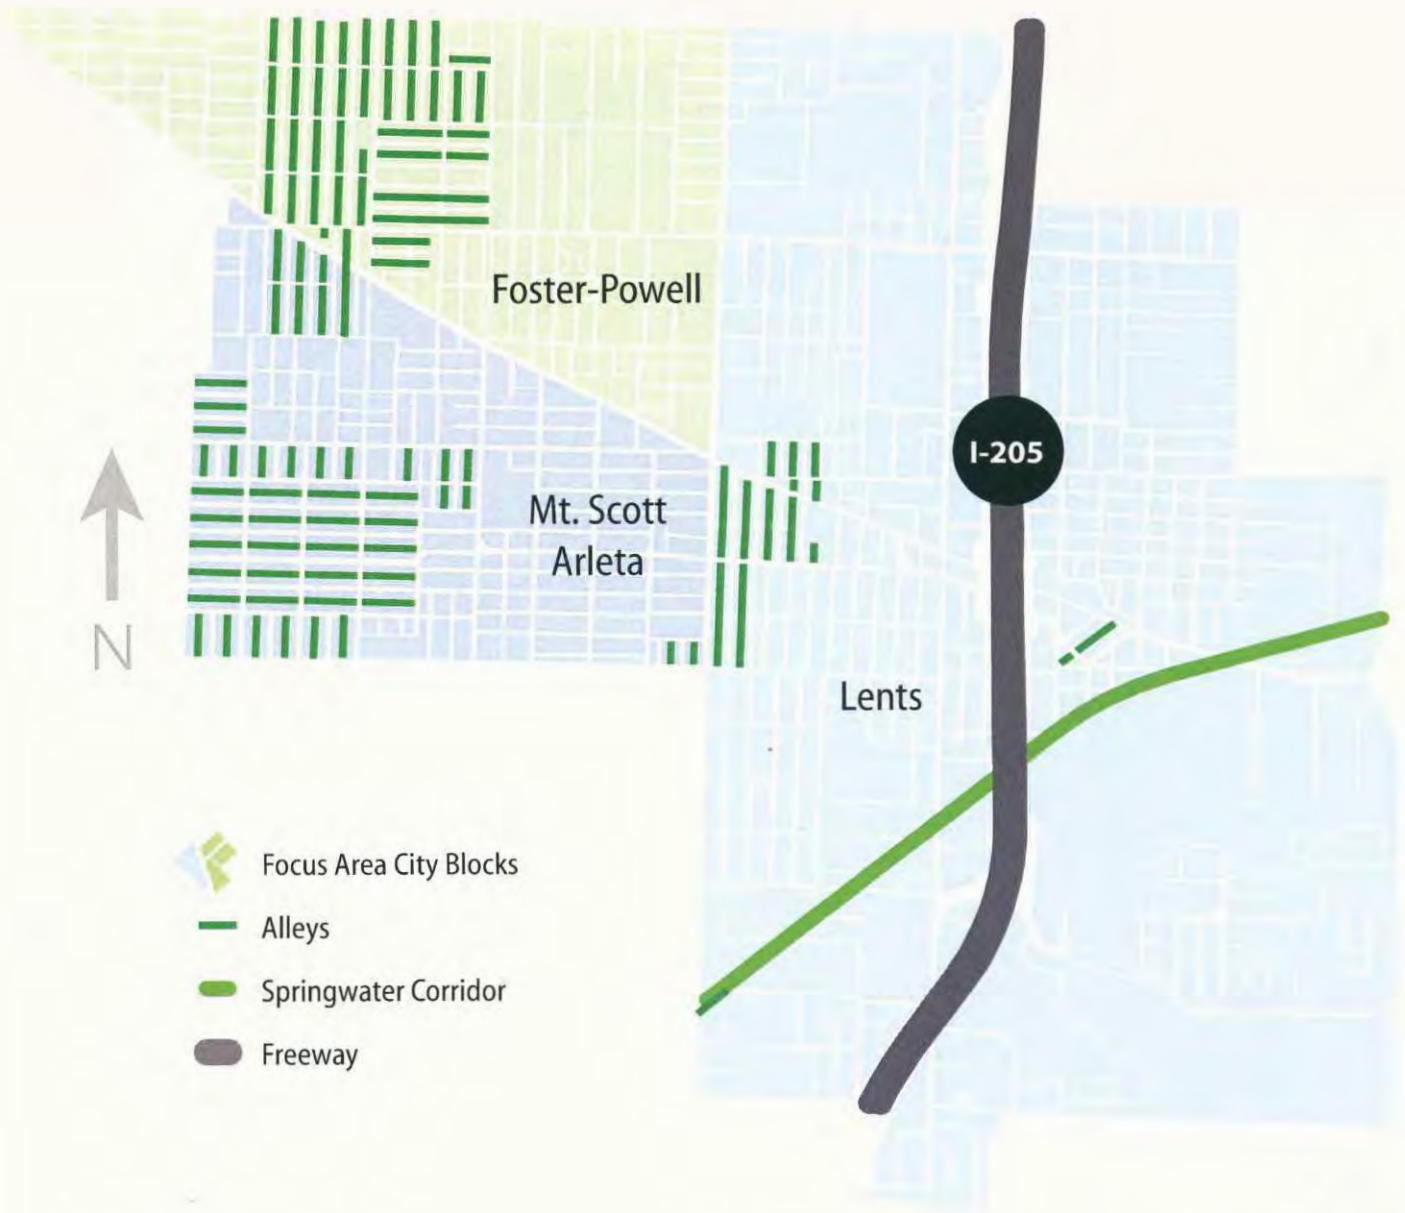 Foster-Powell
I-205
Mt. Scott
Arleta
N
Lents
Focus Area City Blocks
Alleys
Springwater Corridor
Freeway